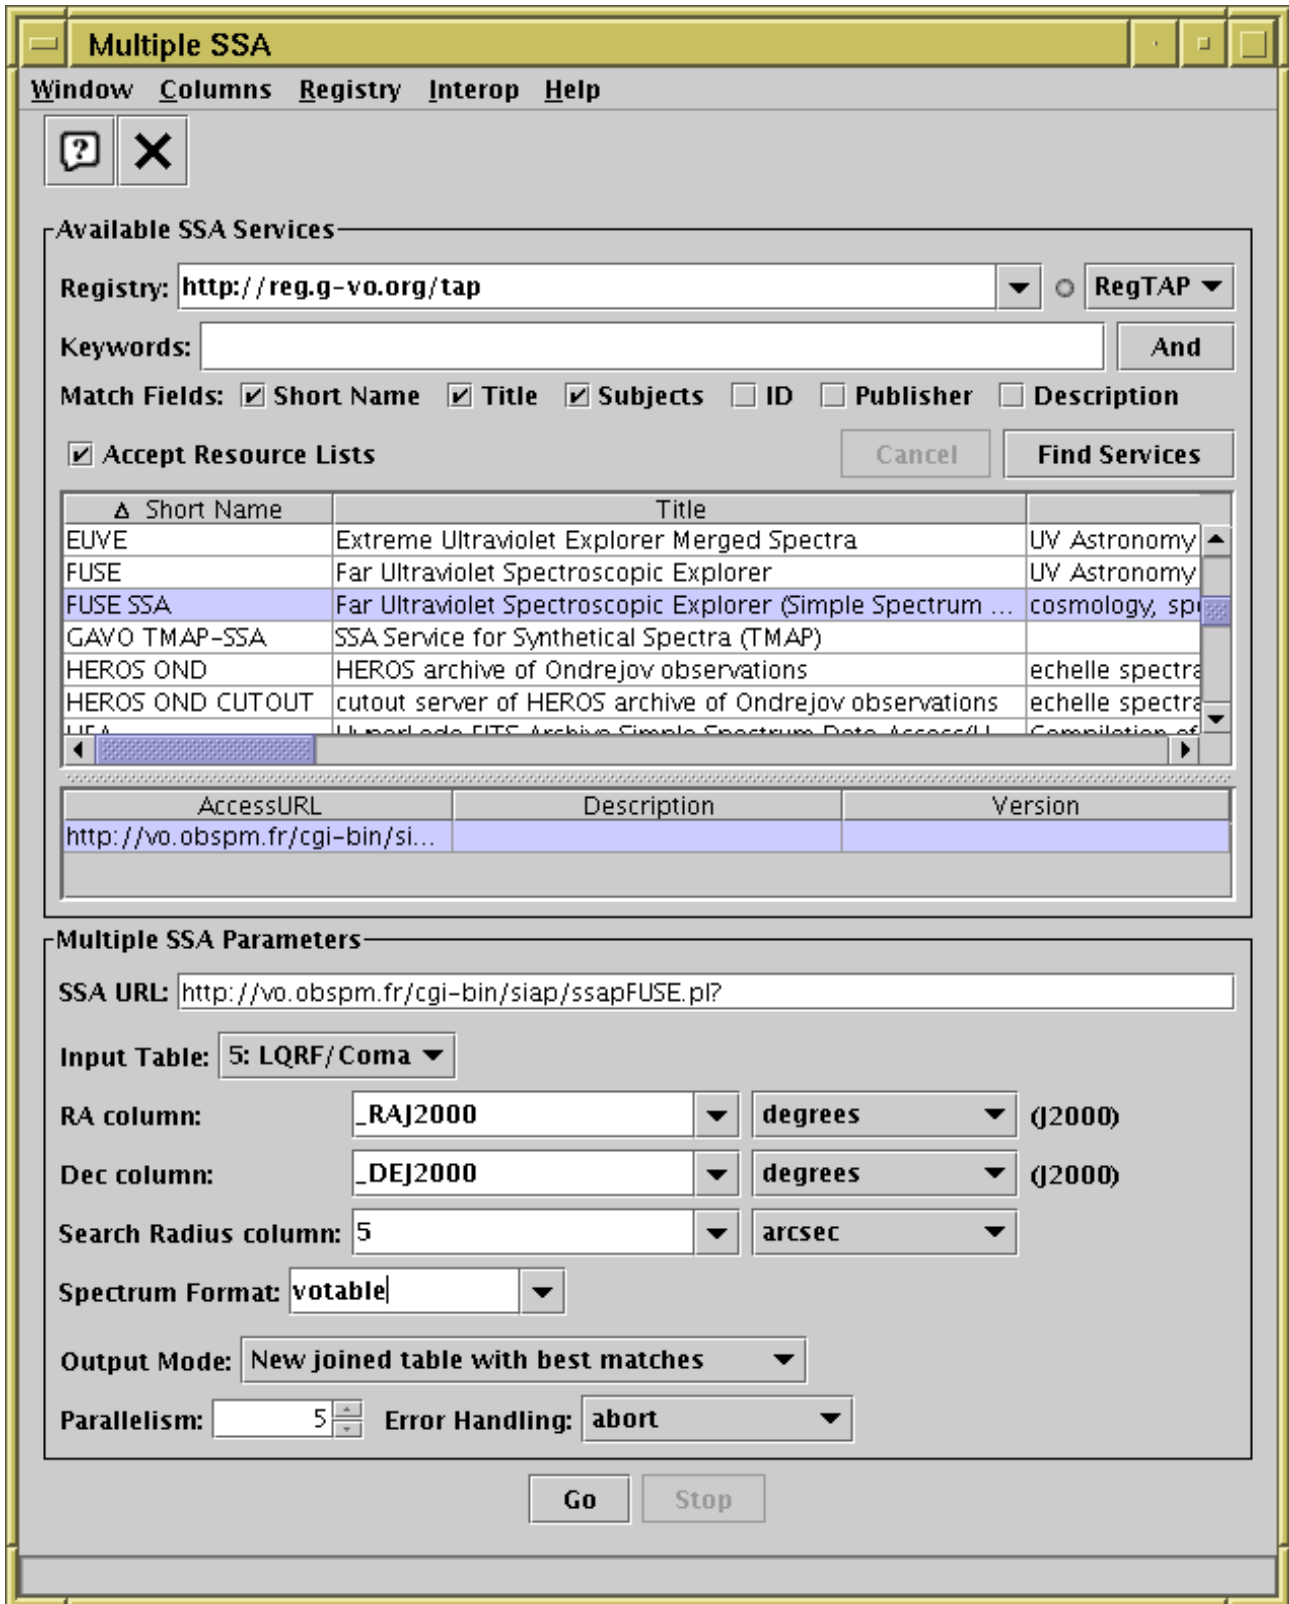 Multiple SSA
Window Columns Registry Interop Help
Available SSA Services
Registry: http://reg.g-vo.org/tap RegTAP
Keywords: And
Match Fields: Short Name Title Subjects ID Publisher Description
Accept Resource Lists Cancel Find Services
Short Name Title
EUVE Extreme Ultraviolet Explorer Merged Spectra UV Astronomy
FUSE Far Ultraviolet Spectroscopic Explorer UV Astronomy
FUSE SSA Far Ultraviolet Spectroscopic Explorer (Simple Spectrum ... cosmology, spe
GAVO TMAP-SSA SSA Service for Synthetical Spectra (TMAP)
HEROS OND HEROS archive of Ondrejov observations echelle spectra
HEROS OND CUTOUT cutout server of HEROS archive of Ondrejov observations echelle spectra
AccessURL Description Version
http://vo.obspm.fr/cgi-bin/si...
Multiple SSA Parameters
SSA URL: http://vo.obspm.fr/cgi-bin/siap/ssapFUSE.pl?
Input Table: 5: LQRF/Coma
RA column: _RAJ2000 degrees (J2000)
Dec column: _DEJ2000 degrees (J2000)
Search Radius column: 5 arcsec
Spectrum Format: votable
Output Mode: New joined table with best matches
Parallelism: 5 Error Handling: abort
Go Stop